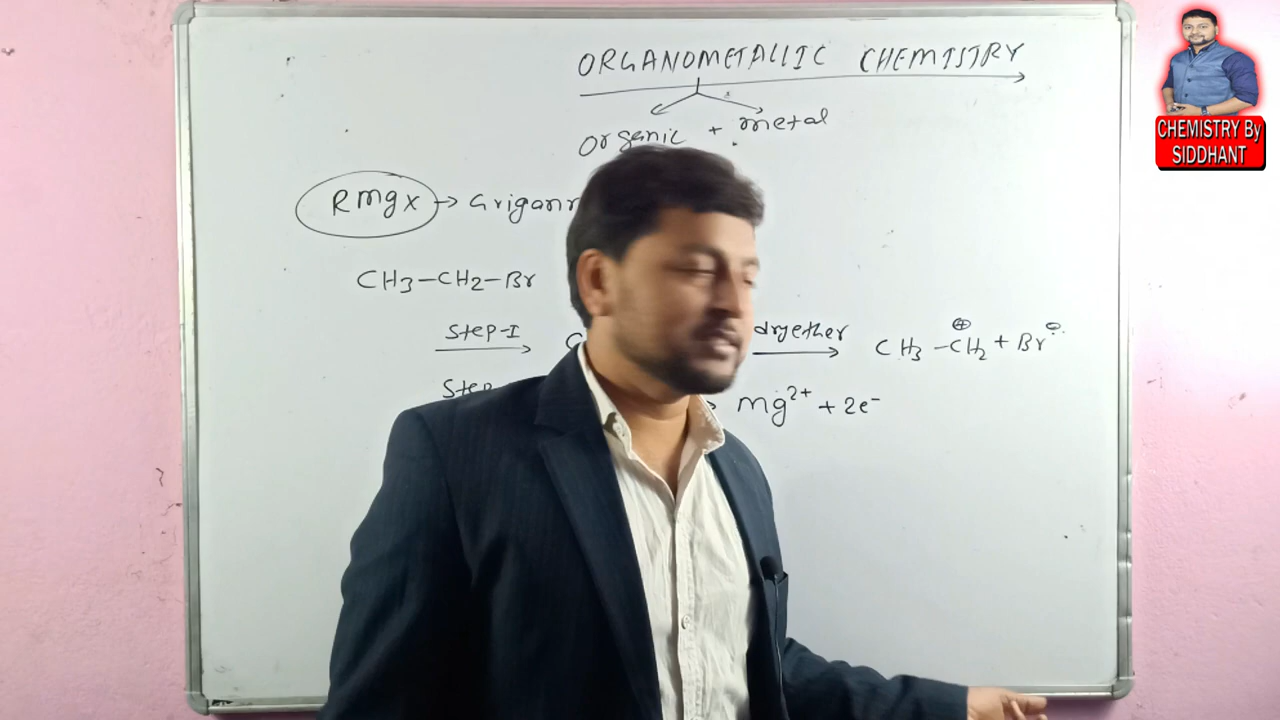 ORGANOMETALLIC CHEMISTRY
Organic + metal
RMgX → Grigann
CH3-CH2-Br
Step-I dryether CH3-CH2⊕ + Br⊖
Step Mg2+ + 2e-
CHEMISTRY By
SIDDHANT